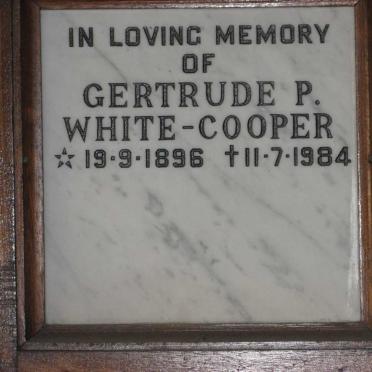 IN LOVING MEMORY
OF
GERTRUDE P.
WHITE-COOPER
☆ 19·9·1896 ✝11·7·1984